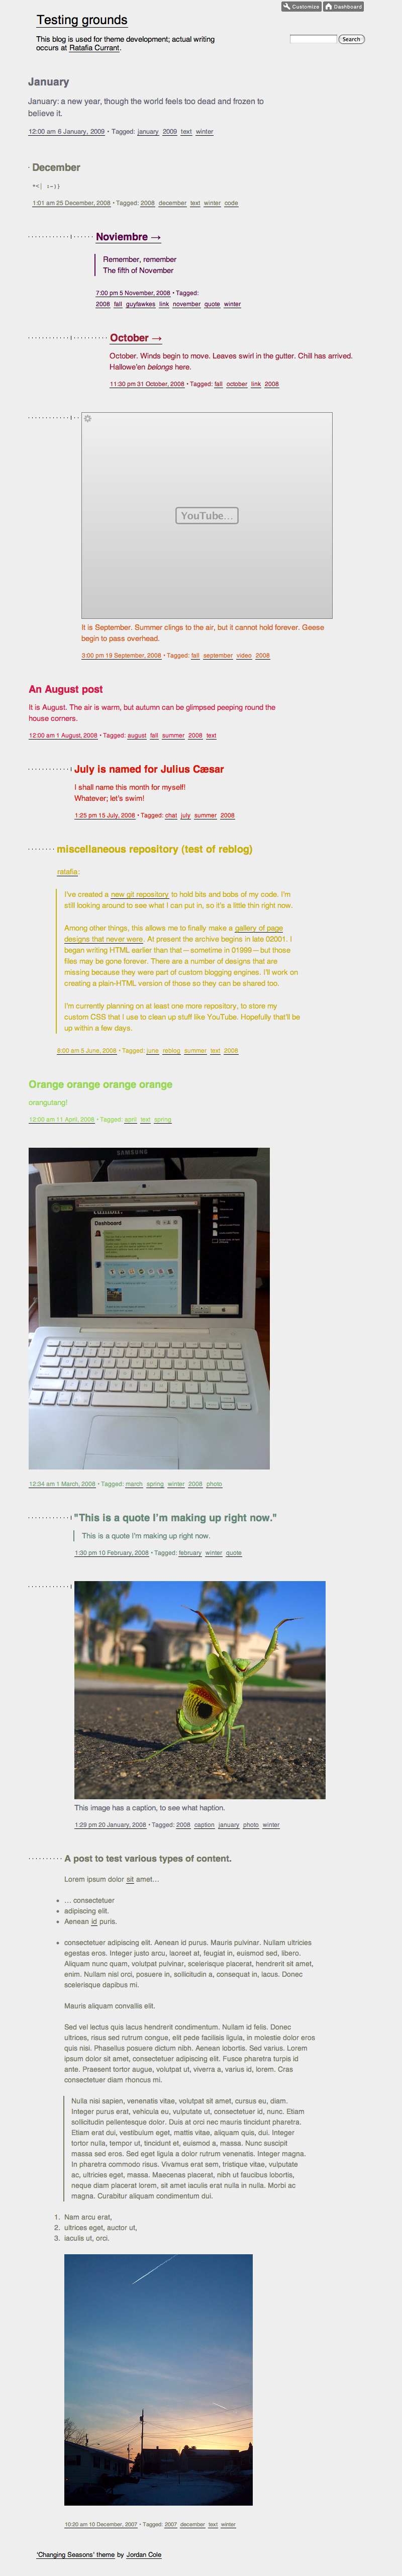 Customize Dashboard
Testing grounds
This blog is used for theme development; actual writing
occurs at Ratafia Currant.
Search
January
January: a new year, though the world feels too dead and frozen to
believe it.
12:00 am 6 January, 2009 • Tagged: january 2009 text winter
December
*<| :-})
1:01 am 25 December, 2008 • Tagged: 2008 december text winter code
Noviembre →
Remember, remember
The fifth of November
7:00 pm 5 November, 2008 • Tagged:
2008 fall guyfawkes link november quote winter
October →
October. Winds begin to move. Leaves swirl in the gutter. Chill has arrived.
Hallowe'en belongs here.
11:30 pm 31 October, 2008 • Tagged: fall october link 2008
YouTube...
It is September. Summer clings to the air, but it cannot hold forever. Geese
begin to pass overhead.
3:00 pm 19 September, 2008 • Tagged: fall september video 2008
An August post
It is August. The air is warm, but autumn can be glimpsed peeping round the
house corners.
12:00 am 1 August, 2008 • Tagged: august fall summer 2008 text
July is named for Julius Cæsar
I shall name this month for myself!
Whatever; let's swim!
1:25 pm 15 July, 2008 • Tagged: chat july summer 2008
miscellaneous repository (test of reblog)
ratafia:
I've created a new git repository to hold bits and bobs of my code. I'm
still looking around to see what I can put in, so it's a little thin right now.
Among other things, this allows me to finally make a gallery of page
designs that never were. At present the archive begins in late 02001. I
began writing HTML earlier than that—sometime in 01999—but those
files may be gone forever. There are a number of designs that are
missing because they were part of custom blogging engines. I'll work on
creating a plain-HTML version of those so they can be shared too.
I'm currently planning on at least one more repository, to store my
custom CSS that I use to clean up stuff like YouTube. Hopefully that'll be
up within a few days.
8:00 am 5 June, 2008 • Tagged: june reblog summer text 2008
Orange orange orange orange
orangutang!
12:00 am 11 April, 2008 • Tagged: april text spring
SAMSUNG
Dashboard
12:34 am 1 March, 2008 • Tagged: march spring winter 2008 photo
"This is a quote I'm making up right now."
This is a quote I'm making up right now.
1:30 pm 10 February, 2008 • Tagged: february winter quote
This image has a caption, to see what haption.
1:29 pm 20 January, 2008 • Tagged: 2008 caption january photo winter
A post to test various types of content.
Lorem ipsum dolor sit amet…
• … consectetuer
• adipiscing elit.
• Aenean id purus.
• consectetuer adipiscing elit. Aenean id purus. Mauris pulvinar. Nullam ultricies
egestas eros. Integer justo arcu, laoreet at, feugiat in, euismod sed, libero.
Aliquam nunc quam, volutpat pulvinar, scelerisque placerat, hendrerit sit amet,
enim. Nullam nisl orci, posuere in, sollicitudin a, consequat in, lacus. Donec
scelerisque dapibus mi.
Mauris aliquam convallis elit.
Sed vel lectus quis lacus hendrerit condimentum. Nullam id felis. Donec
ultrices, risus sed rutrum congue, elit pede facilisis ligula, in molestie dolor eros
quis nisi. Phasellus posuere dictum nibh. Aenean lobortis. Sed varius. Lorem
ipsum dolor sit amet, consectetuer adipiscing elit. Fusce pharetra turpis id
ante. Praesent tortor augue, volutpat ut, viverra a, varius id, lorem. Cras
consectetuer diam rhoncus mi.
Nulla nisi sapien, venenatis vitae, volutpat sit amet, cursus eu, diam.
Integer purus erat, vehicula eu, vulputate ut, consectetuer id, nunc. Etiam
sollicitudin pellentesque dolor. Duis at orci nec mauris tincidunt pharetra.
Etiam erat dui, vestibulum eget, mattis vitae, aliquam quis, dui. Integer
tortor nulla, tempor ut, tincidunt et, euismod a, massa. Nunc suscipit
massa sed eros. Sed eget ligula a dolor rutrum venenatis. Integer magna.
In pharetra commodo risus. Vivamus erat sem, tristique vitae, vulputate
ac, ultricies eget, massa. Maecenas placerat, nibh ut faucibus lobortis,
neque diam placerat lorem, sit amet iaculis erat nulla in nulla. Morbi ac
magna. Curabitur aliquam condimentum dui.
1. Nam arcu erat,
2. ultrices eget, auctor ut,
3. iaculis ut, orci.
10:20 am 10 December, 2007 • Tagged: 2007 december text winter
'Changing Seasons' theme by Jordan Cole